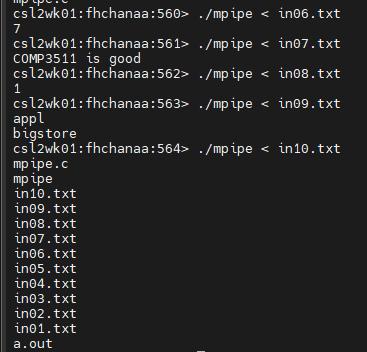 mpipe.c
csl2wk01:fhchanaa:560> ./mpipe < in06.txt
7
csl2wk01:fhchanaa:561> ./mpipe < in07.txt
COMP3511 is good
csl2wk01:fhchanaa:562> ./mpipe < in08.txt
1
csl2wk01:fhchanaa:563> ./mpipe < in09.txt
appl
bigstore
csl2wk01:fhchanaa:564> ./mpipe < in10.txt
mpipe.c
mpipe
in10.txt
in09.txt
in08.txt
in07.txt
in06.txt
in05.txt
in04.txt
in03.txt
in02.txt
in01.txt
a.out